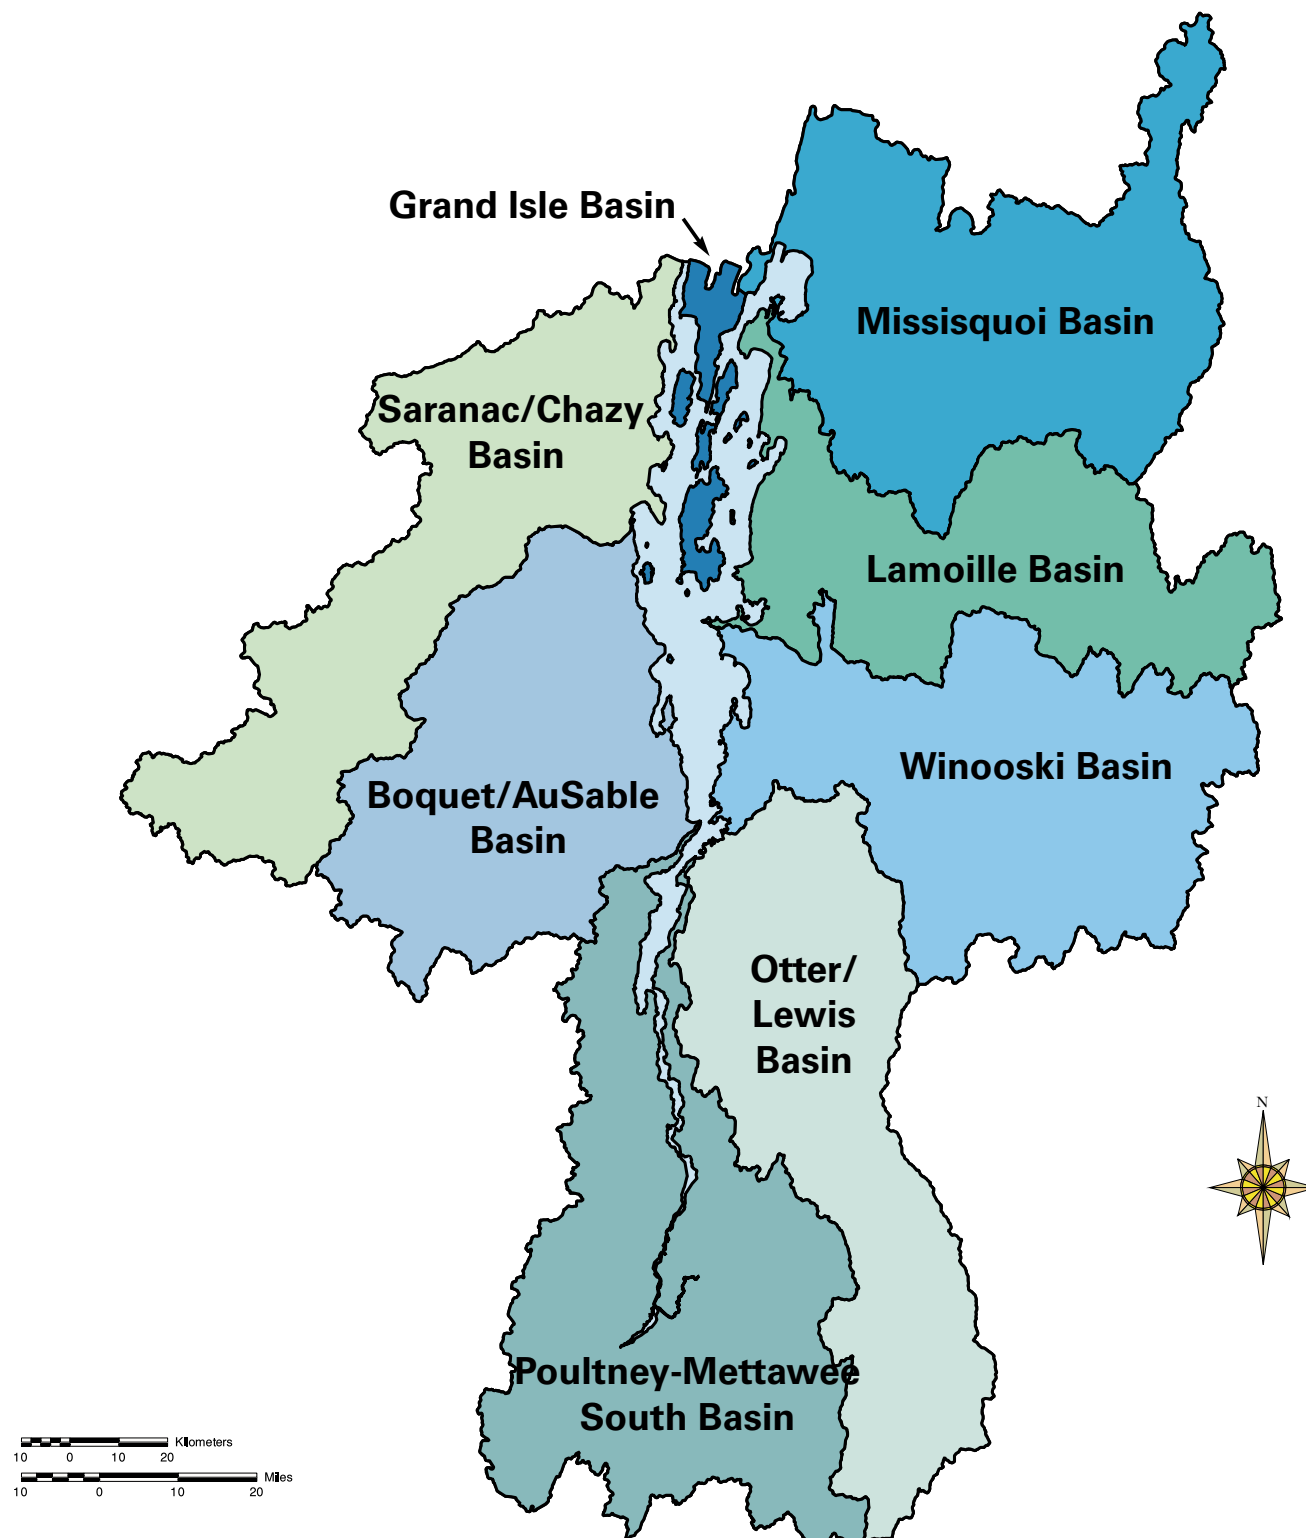 Grand Isle Basin
Missisquoi Basin
Saranac/Chazy
Basin
Lamoille Basin
Winooski Basin
Boquet/AuSable
Basin
Otter/
Lewis
Basin
N
Poultney-Mettawee
South Basin
Kilometers
10 0 10 20
Miles
10 0 10 20